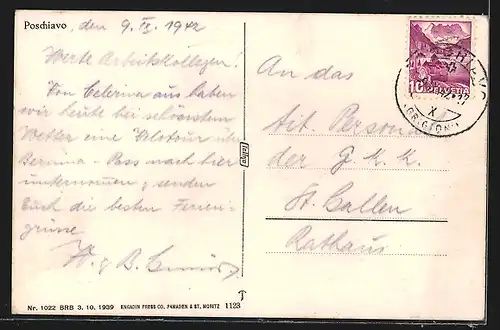 Poschiavo, den 9. IX. 1942
Werte Arbeitskollegen!
Von Celerina aus haben
wir heute bei schönstem
Wetter eine Velotour über
Bernina-Pass nach hier
unternommen & senden
Euch die besten Ferien-
grüsse
& B.
An das
Tit. Personal
der G.K.K.
St. Gallen
Rathaus
HELVETIA
10
(GRIGIONI)
Nr. 1022 BRB 3. 10. 1939
ENGADIN PRESS CO, SAMADEN & ST. MORITZ
1123